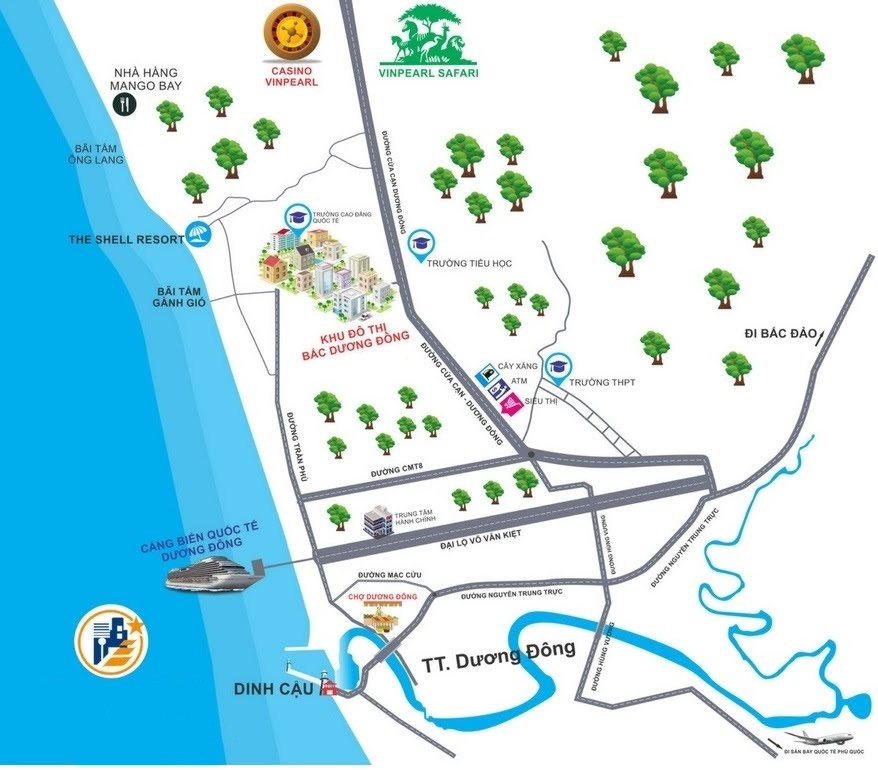 CASINO
VINPEARL
VINPEARL SAFARI
NHÀ HÀNG
MANGO BAY
BÃI TẮM
ÔNG LANG
ĐƯỜNG CỬA CẠN DƯƠNG ĐÔNG
TRƯỜNG CAO ĐẲNG
QUỐC TẾ
THE SHELL RESORT
TRƯỜNG TIỂU HỌC
BÃI TẮM
GÀNH GIÓ
KHU ĐÔ THỊ
BẮC DƯƠNG ĐÔNG
ĐI BẮC ĐẢO
ĐƯỜNG CỬA CẠN - DƯƠNG ĐÔNG
CÂY XĂNG
ATM
SIÊU THỊ
TRƯỜNG THPT
ĐƯỜNG TRẦN PHÚ
ĐƯỜNG CMT8
TRUNG TÂM
HÀNH CHÍNH
ĐẠI LỘ VÕ VĂN KIỆT
ĐƯỜNG HÙNG VƯƠNG
ĐƯỜNG NGUYỄN TRUNG TRỰC
CẢNG BIỂN QUỐC TẾ
DƯƠNG ĐÔNG
ĐƯỜNG MẠC CỬU
CHỢ DƯƠNG ĐÔNG
ĐƯỜNG NGUYỄN TRUNG TRỰC
TT. Dương Đông
ĐƯỜNG HÙNG VƯƠNG
DINH CẬU
ĐI SÂN BAY QUỐC TẾ PHÚ QUỐC